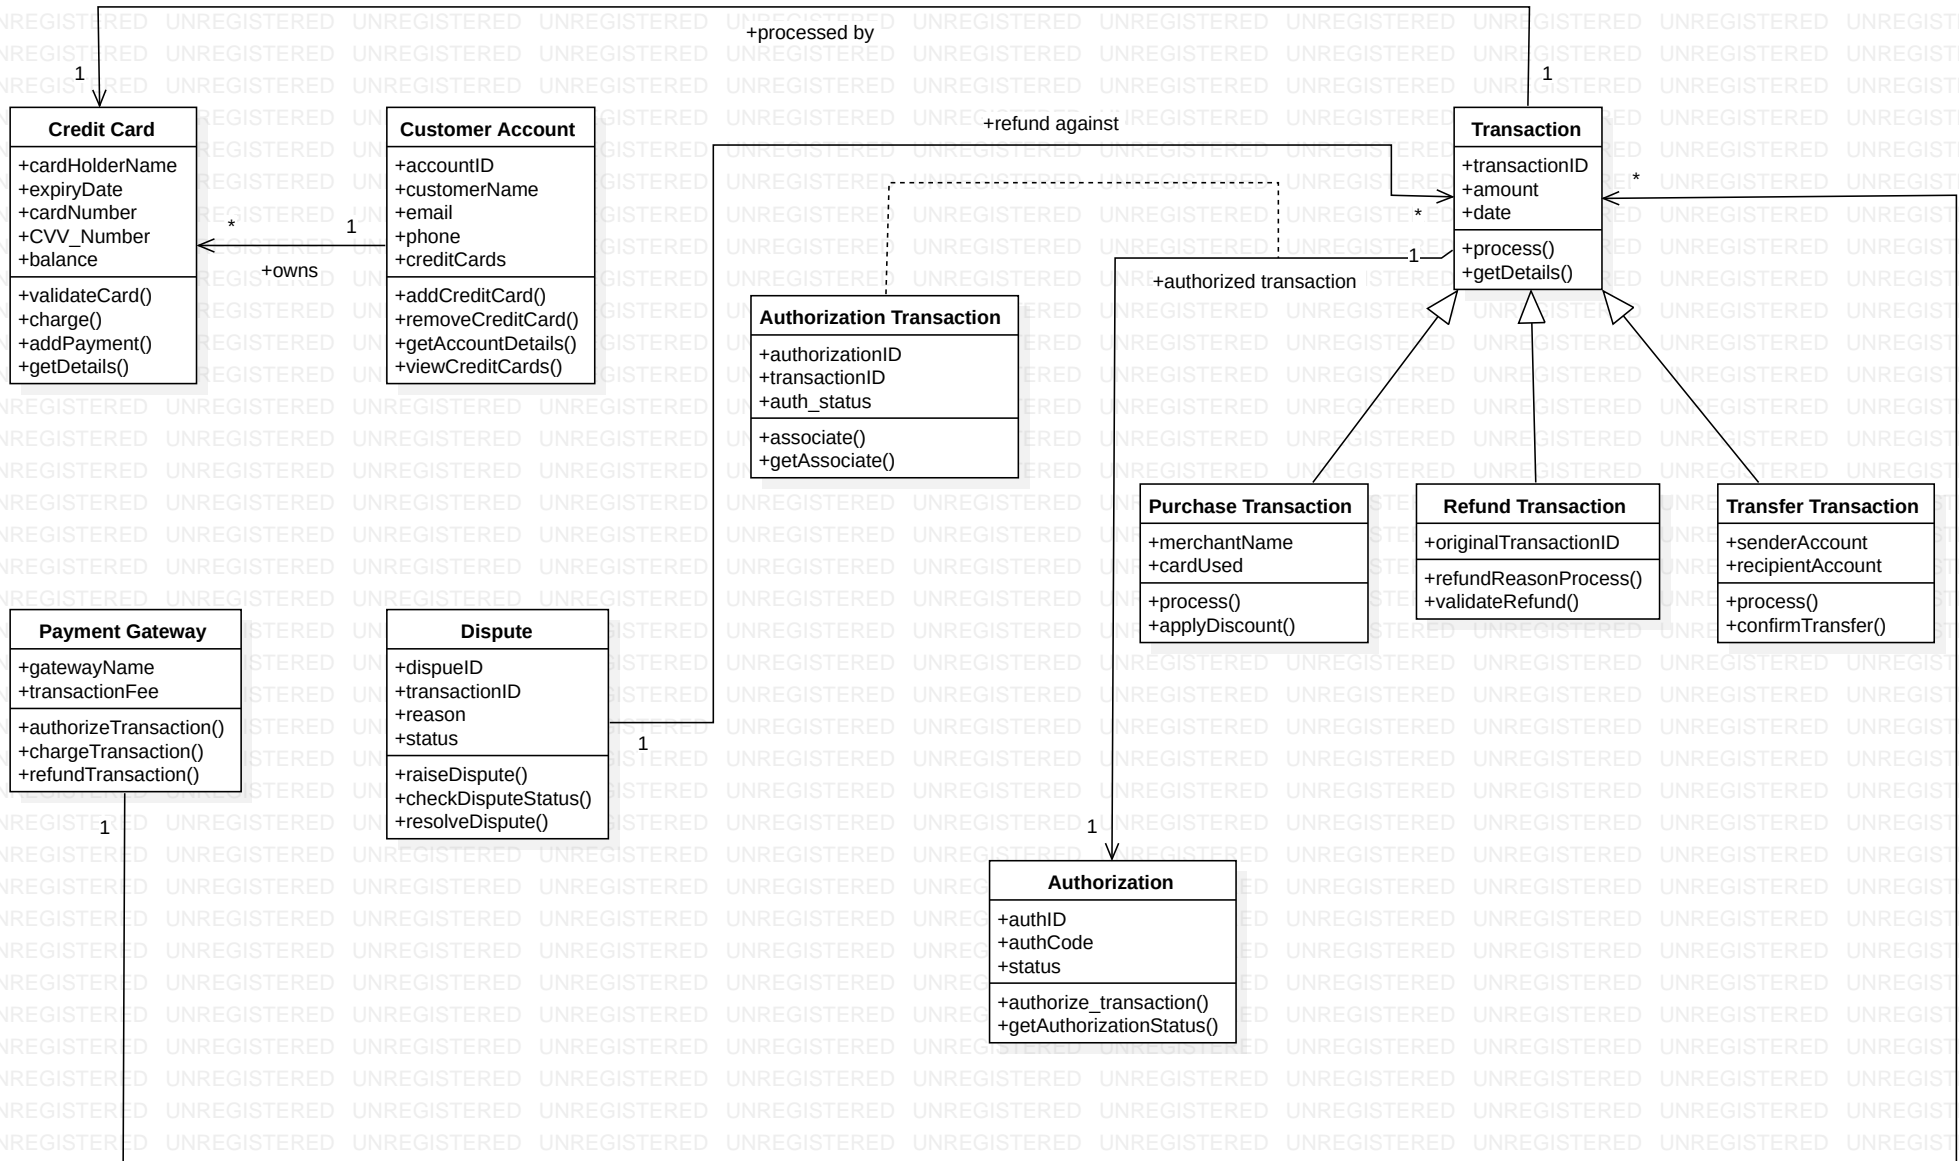 +processed by
1
1
Credit Card
+cardHolderName
+expiryDate
+cardNumber
+CVV_Number
+balance
+validateCard()
+charge()
+addPayment()
+getDetails()
*
1
+owns
Customer Account
+accountID
+customerName
+email
+phone
+creditCards
+addCreditCard()
+removeCreditCard()
+getAccountDetails()
+viewCreditCards()
+refund against
*
Transaction
+transactionID
+amount
+date
+process()
+getDetails()
*
1
+authorized transaction
Authorization Transaction
+authorizationID
+transactionID
+auth_status
+associate()
+getAssociate()
Purchase Transaction
+merchantName
+cardUsed
+process()
+applyDiscount()
Refund Transaction
+originalTransactionID
+refundReasonProcess()
+validateRefund()
Transfer Transaction
+senderAccount
+recipientAccount
+process()
+confirmTransfer()
Payment Gateway
+gatewayName
+transactionFee
+authorizeTransaction()
+chargeTransaction()
+refundTransaction()
1
Dispute
+dispueID
+transactionID
+reason
+status
+raiseDispute()
+checkDisputeStatus()
+resolveDispute()
1
1
Authorization
+authID
+authCode
+status
+authorize_transaction()
+getAuthorizationStatus()
UNREGISTERED